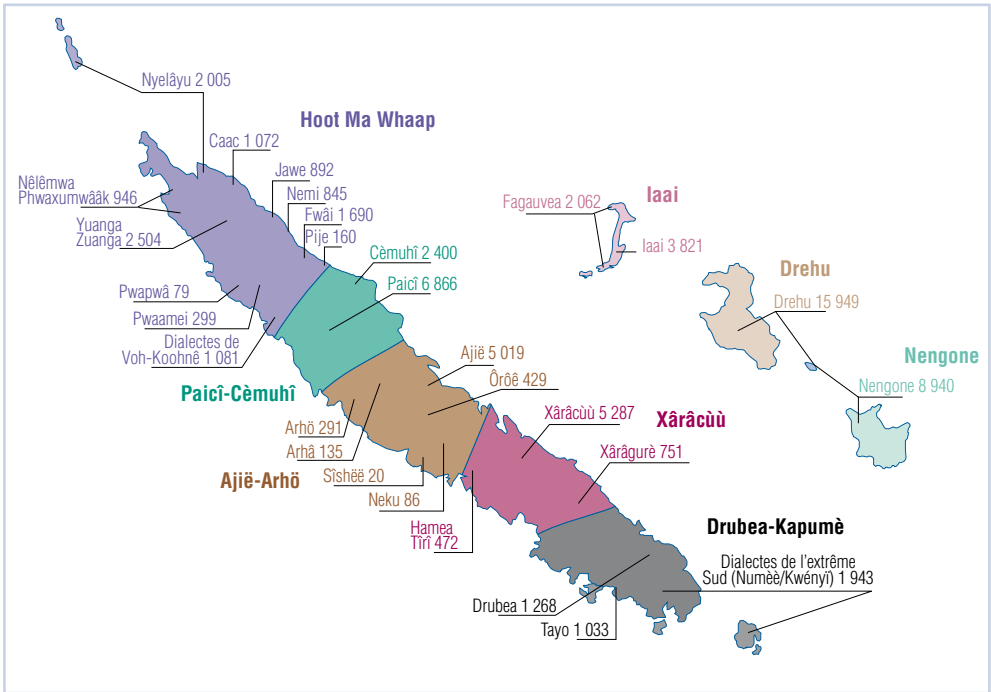 Nyelâyu 2 005
Hoot Ma Whaap
Caac 1 072
Jawe 892
Nêlêmwa
Phwaxumwââk 946
Nemi 845
Fwâi 1 690
Yuanga
Zuanga 2 504
Pije 160
Pwapwâ 79
Pwaamei 299
Dialectes de
Voh-Koohnê 1 081
Cèmuhî 2 400
Paicî 6 866
Paicî-Cèmuhî
Ajië 5 019
Ôrôê 429
Arhö 291
Arhâ 135
Ajië-Arhö
Sîshëë 20
Neku 86
Xârâcùù
Xârâcùù 5 287
Xârâgurè 751
Hamea
Tîrî 472
Drubea-Kapumè
Dialectes de l'extrême
Sud (Numèè/Kwényï) 1 943
Drubea 1 268
Tayo 1 033
Iaai
Fagauvea 2 062
Iaai 3 821
Drehu
Drehu 15 949
Nengone
Nengone 8 940